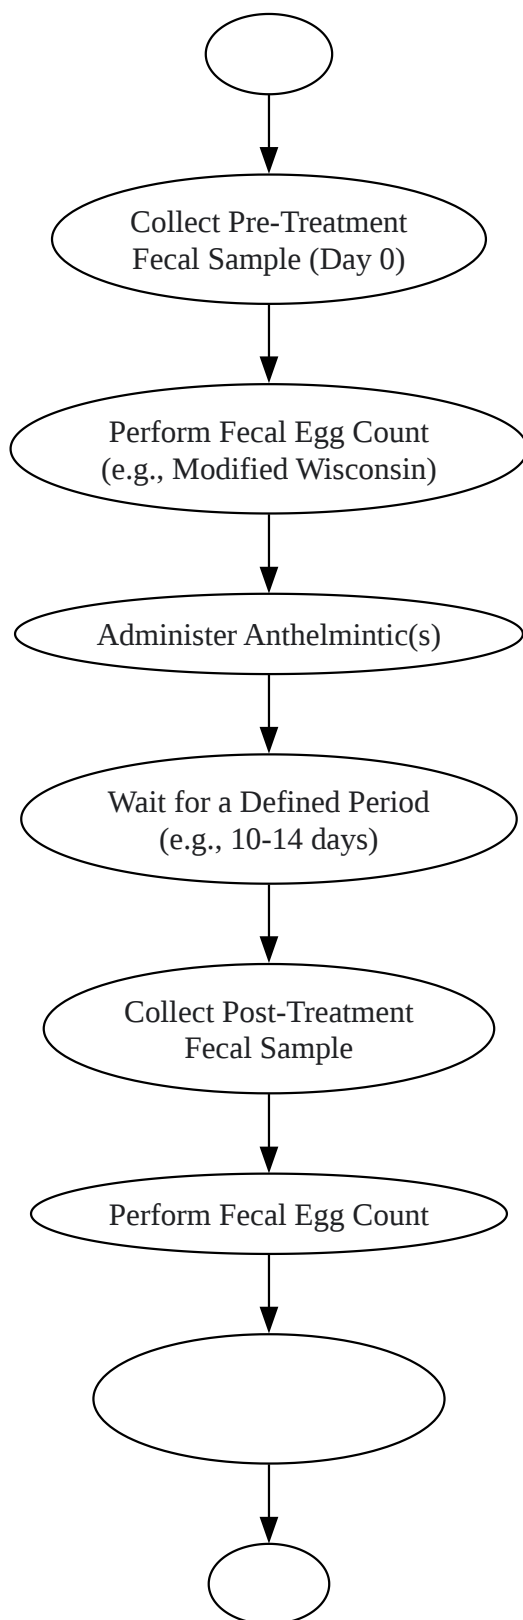 Collect Pre-Treatment
Fecal Sample (Day 0)
Perform Fecal Egg Count
(e.g., Modified Wisconsin)
Administer Anthelmintic(s)
Wait for a Defined Period
(e.g., 10-14 days)
Collect Post-Treatment
Fecal Sample
Perform Fecal Egg Count